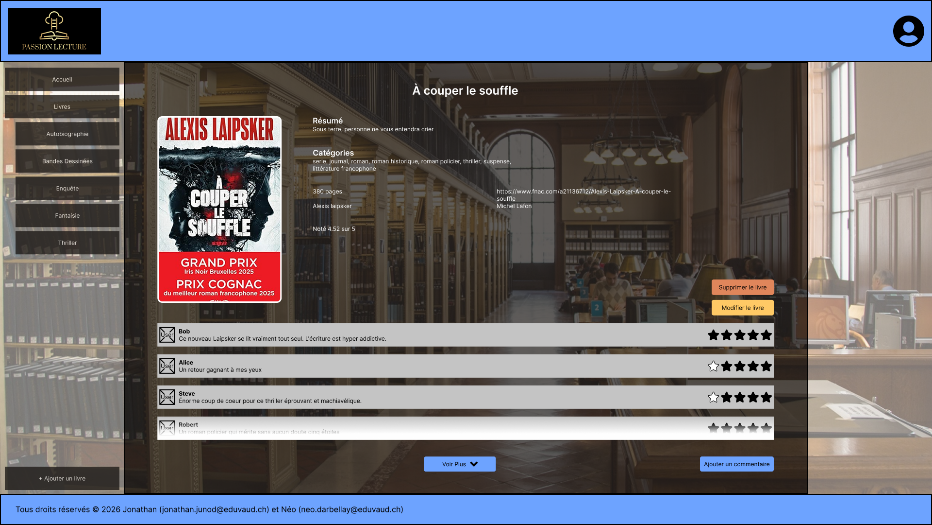 PASSION LECTURE
Accueil
Livres
Autobiographie
Bandes Dessinées
Enquête
Fantaisie
Thriller
+ Ajouter un livre
À couper le souffle
ALEXIS LAIPSKER
À
COUPER
LE
SOUFFLE
GRAND PRIX
Iris Noir Bruxelles 2025
PRIX COGNAC
du meilleur roman francophone 2025
Résumé
Sous terre, personne ne vous entendra crier
Catégories
serie, journal, roman, roman historique, roman policier, thriller, suspense,
littérature francophone
pages
Alexis laipsker
https://www.fnac.com/a21136712/Alexis-Laipsker-A-couper-le-
souffle
Michel Lafon
Noté 4.52 sur 5
Supprimer le livre
Modifier le livre
Bob
Ce nouveau Laipsker se lit vraiment tout seul. L'écriture est hyper addictive.
Alice
Un retour gagnant à mes yeux
Steve
Enorme coup de coeur pour ce thriller éprouvant et machiavélique.
Robert
Voir Plus
Ajouter un commentaire
Tous droits réservés © 2026 Jonathan (jonathan.junod@eduvaud.ch) et Néo (neo.darbellay@eduvaud.ch)